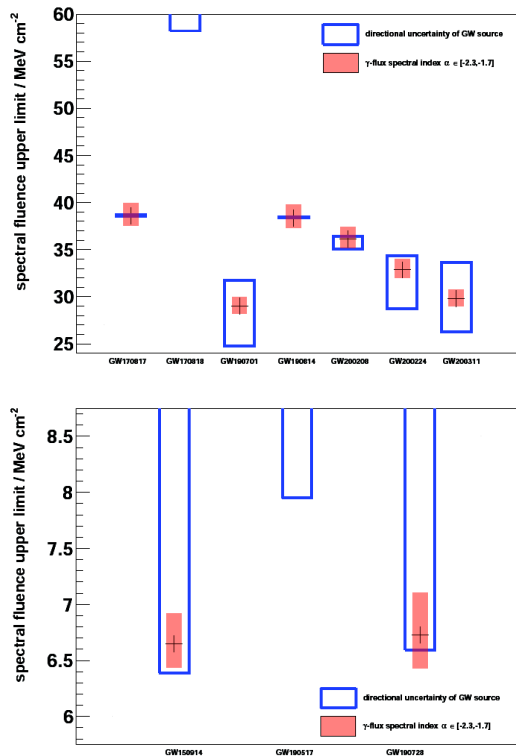 spectral fluence upper limit / MeV cm-2
60
55
50
45
40
35
30
25
directional uncertainty of GW source
γ-flux spectral index α ∈ [-2.3,-1.7]
GW170817 GW170818 GW190701 GW190814 GW200208 GW200224 GW200311
spectral fluence upper limit / MeV cm-2
8.5
8
7.5
7
6.5
6
directional uncertainty of GW source
γ-flux spectral index α ∈ [-2.3,-1.7]
GW150914 GW190517 GW190728